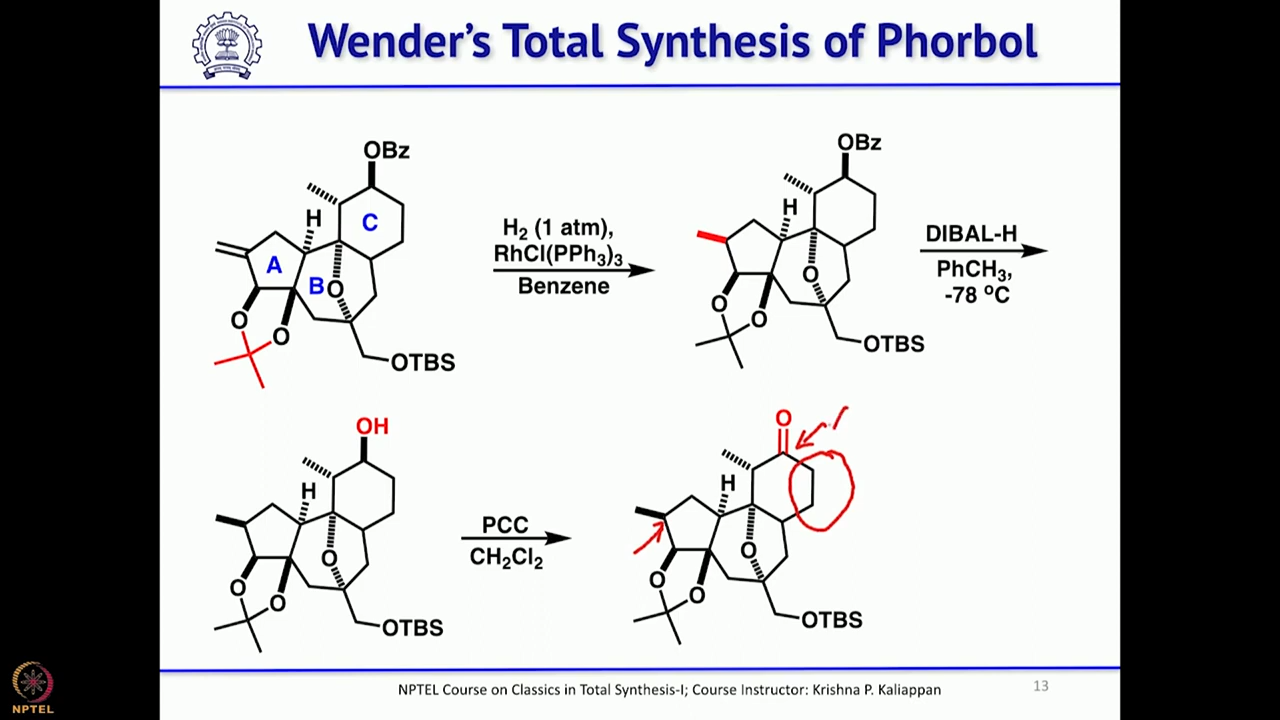 Wender's Total Synthesis of Phorbol
OBz
H
C
A
B
O
O
O
OTBS
H₂ (1 atm),
RhCl(PPh₃)₃
Benzene
OBz
H
O
O
O
OTBS
DIBAL-H
PhCH₃,
-78 ºC
OH
H
O
O
O
OTBS
PCC
CH₂Cl₂
O
H
O
O
O
OTBS
NPTEL Course on Classics in Total Synthesis-I; Course Instructor: Krishna P. Kaliappan
13
NPTEL